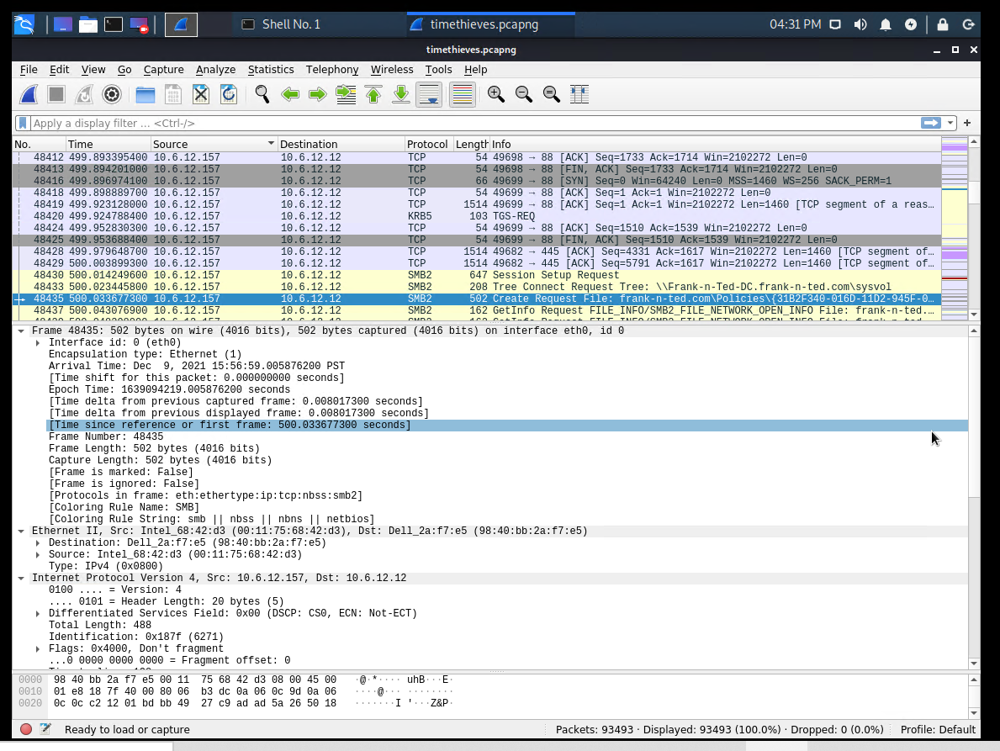 Shell No. 1
timethieves.pcapng
04:31 PM
timethieves.pcapng
File Edit View Go Capture Analyze Statistics Telephony Wireless Tools Help
Apply a display filter ... <Ctrl-/>
No. Time Source Destination Protocol Length Info
48412 499.893395400 10.6.12.157 10.6.12.12 TCP 54 49698 → 88 [ACK] Seq=1733 Ack=1714 Win=2102272 Len=0
48413 499.894201000 10.6.12.157 10.6.12.12 TCP 54 49698 → 88 [FIN, ACK] Seq=1733 Ack=1714 Win=2102272 Len=0
48416 499.896974100 10.6.12.157 10.6.12.12 TCP 66 49699 → 88 [SYN] Seq=0 Win=64240 Len=0 MSS=1460 WS=256 SACK_PERM=1
48418 499.898889700 10.6.12.157 10.6.12.12 TCP 54 49699 → 88 [ACK] Seq=1 Ack=1 Win=2102272 Len=0
48419 499.923128000 10.6.12.157 10.6.12.12 TCP 1514 49699 → 88 [ACK] Seq=1 Ack=1 Win=2102272 Len=1460 [TCP segment of a reas…
48420 499.924788400 10.6.12.157 10.6.12.12 KRB5 103 TGS-REQ
48424 499.952830300 10.6.12.157 10.6.12.12 TCP 54 49699 → 88 [ACK] Seq=1510 Ack=1539 Win=2102272 Len=0
48425 499.953688400 10.6.12.157 10.6.12.12 TCP 54 49699 → 88 [FIN, ACK] Seq=1510 Ack=1539 Win=2102272 Len=0
48428 499.979648700 10.6.12.157 10.6.12.12 TCP 1514 49682 → 445 [ACK] Seq=4331 Ack=1617 Win=2102272 Len=1460 [TCP segment of…
48429 500.003899300 10.6.12.157 10.6.12.12 TCP 1514 49682 → 445 [ACK] Seq=5791 Ack=1617 Win=2102272 Len=1460 [TCP segment of…
48430 500.014249600 10.6.12.157 10.6.12.12 SMB2 647 Session Setup Request
48433 500.023445000 10.6.12.157 10.6.12.12 SMB2 208 Tree Connect Request Tree: \\Frank-n-Ted-DC.frank-n-ted.com\sysvol
48435 500.033677300 10.6.12.157 10.6.12.12 SMB2 502 Create Request File: frank-n-ted.com\Policies\{31B2F340-016D-11D2-945F-0…
48437 500.043076900 10.6.12.157 10.6.12.12 SMB2 162 GetInfo Request FILE_INFO/SMB2_FILE_NETWORK_OPEN_INFO File: frank-n-ted.…
Frame 48435: 502 bytes on wire (4016 bits), 502 bytes captured (4016 bits) on interface eth0, id 0
Interface id: 0 (eth0)
Encapsulation type: Ethernet (1)
Arrival Time: Dec  9, 2021 15:56:59.005876200 PST
[Time shift for this packet: 0.000000000 seconds]
Epoch Time: 1639094219.005876200 seconds
[Time delta from previous captured frame: 0.008017300 seconds]
[Time delta from previous displayed frame: 0.008017300 seconds]
[Time since reference or first frame: 500.033677300 seconds]
Frame Number: 48435
Frame Length: 502 bytes (4016 bits)
Capture Length: 502 bytes (4016 bits)
[Frame is marked: False]
[Frame is ignored: False]
[Protocols in frame: eth:ethertype:ip:tcp:nbss:smb2]
[Coloring Rule Name: SMB]
[Coloring Rule String: smb || nbss || nbns || netbios]
Ethernet II, Src: Intel_68:42:d3 (00:11:75:68:42:d3), Dst: Dell_2a:f7:e5 (98:40:bb:2a:f7:e5)
Destination: Dell_2a:f7:e5 (98:40:bb:2a:f7:e5)
Source: Intel_68:42:d3 (00:11:75:68:42:d3)
Type: IPv4 (0x0800)
Internet Protocol Version 4, Src: 10.6.12.157, Dst: 10.6.12.12
0100 .... = Version: 4
.... 0101 = Header Length: 20 bytes (5)
Differentiated Services Field: 0x00 (DSCP: CS0, ECN: Not-ECT)
Total Length: 488
Identification: 0x187f (6271)
Flags: 0x4000, Don't fragment
...0 0000 0000 0000 = Fragment offset: 0
0000 98 40 bb 2a f7 e5 00 11 75 68 42 d3 08 00 45 00 ·@·*···· uhB···E·
0010 01 e8 18 7f 40 00 80 06 b3 dc 0a 06 0c 9d 0a 06 ····@··· ········
0020 0c 0c c2 12 01 bd bb 49 27 c9 ad ad 5a 26 50 18 ·······I '···Z&P·
Ready to load or capture
Packets: 93493 · Displayed: 93493 (100.0%) · Dropped: 0 (0.0%)
Profile: Default